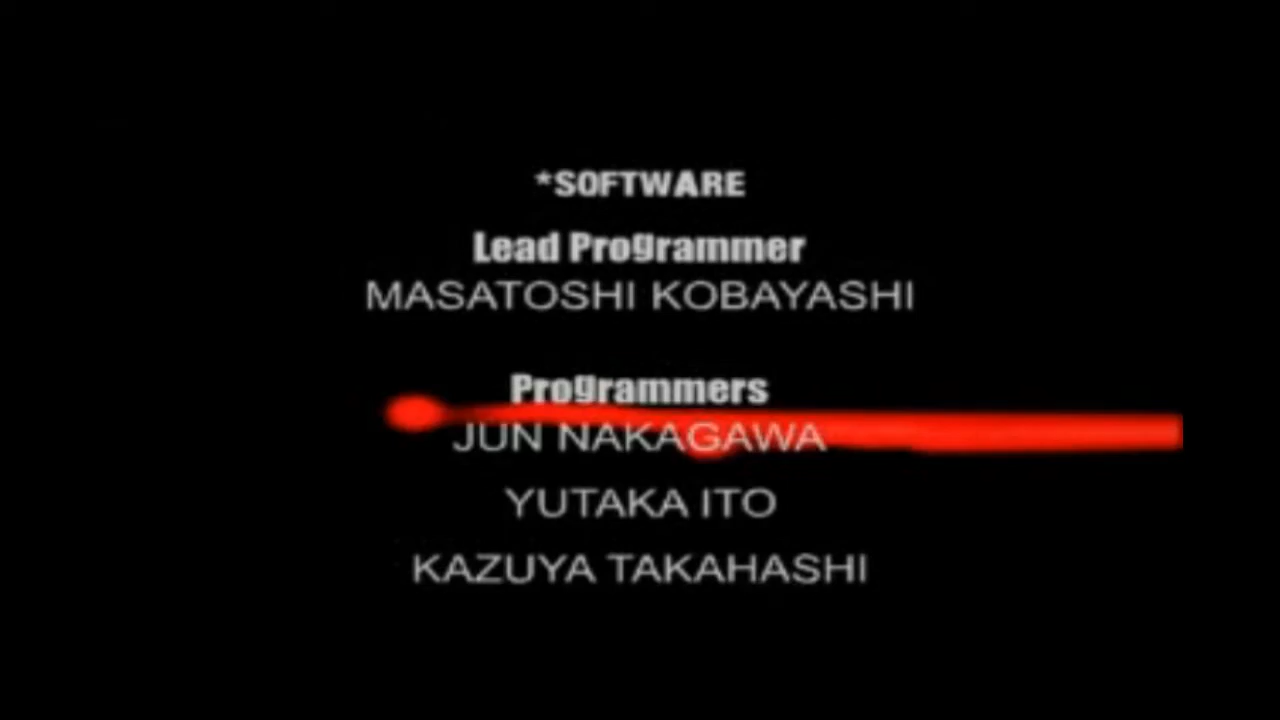 *SOFTWARE
Lead Programmer
MASATOSHI KOBAYASHI
Programmers
JUN NAKAGAWA
YUTAKA ITO
KAZUYA TAKAHASHI